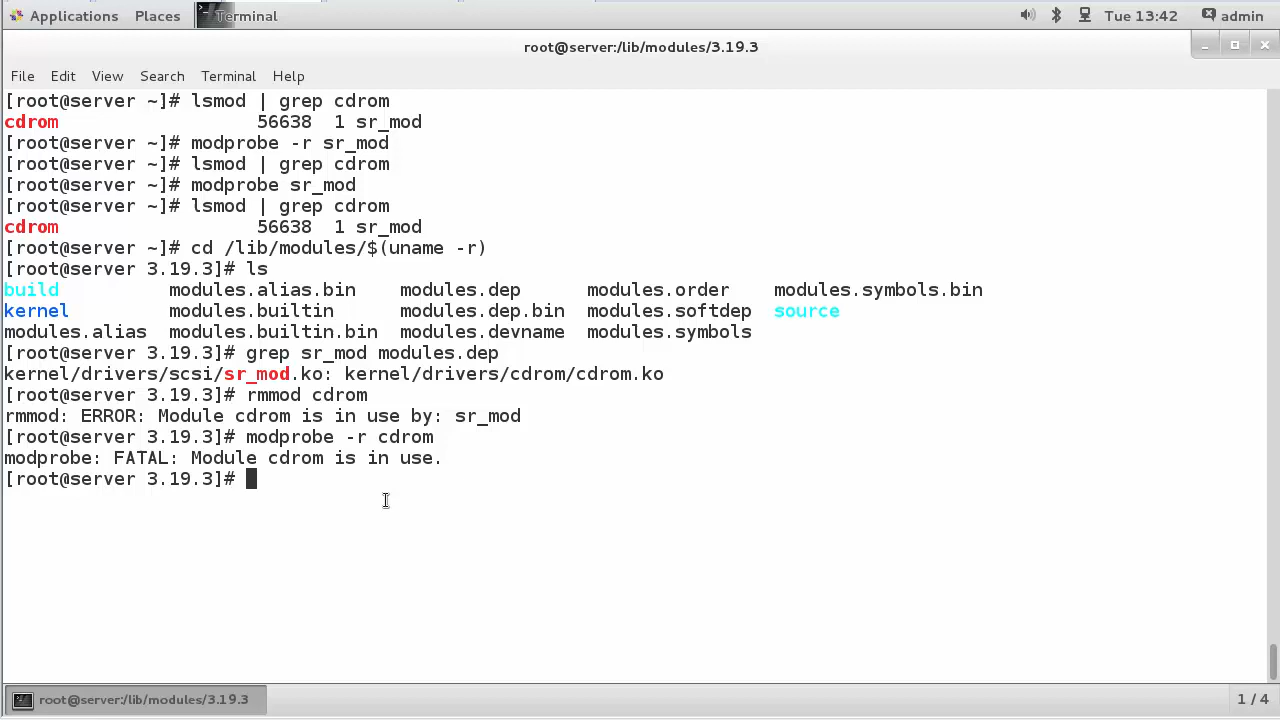 Applications Places Terminal Tue 13:42 admin
root@server:/lib/modules/3.19.3
File Edit View Search Terminal Help
[root@server ~]# lsmod | grep cdrom
cdrom                  56638  1 sr_mod
[root@server ~]# modprobe -r sr_mod
[root@server ~]# lsmod | grep cdrom
[root@server ~]# modprobe sr_mod
[root@server ~]# lsmod | grep cdrom
cdrom                  56638  1 sr_mod
[root@server ~]# cd /lib/modules/$(uname -r)
[root@server 3.19.3]# ls
build          modules.alias.bin    modules.dep      modules.order    modules.symbols.bin
kernel         modules.builtin      modules.dep.bin  modules.softdep  source
modules.alias  modules.builtin.bin  modules.devname  modules.symbols
[root@server 3.19.3]# grep sr_mod modules.dep
kernel/drivers/scsi/sr_mod.ko: kernel/drivers/cdrom/cdrom.ko
[root@server 3.19.3]# rmmod cdrom
rmmod: ERROR: Module cdrom is in use by: sr_mod
[root@server 3.19.3]# modprobe -r cdrom
modprobe: FATAL: Module cdrom is in use.
[root@server 3.19.3]#
root@server:/lib/modules/3.19.3 1 / 4